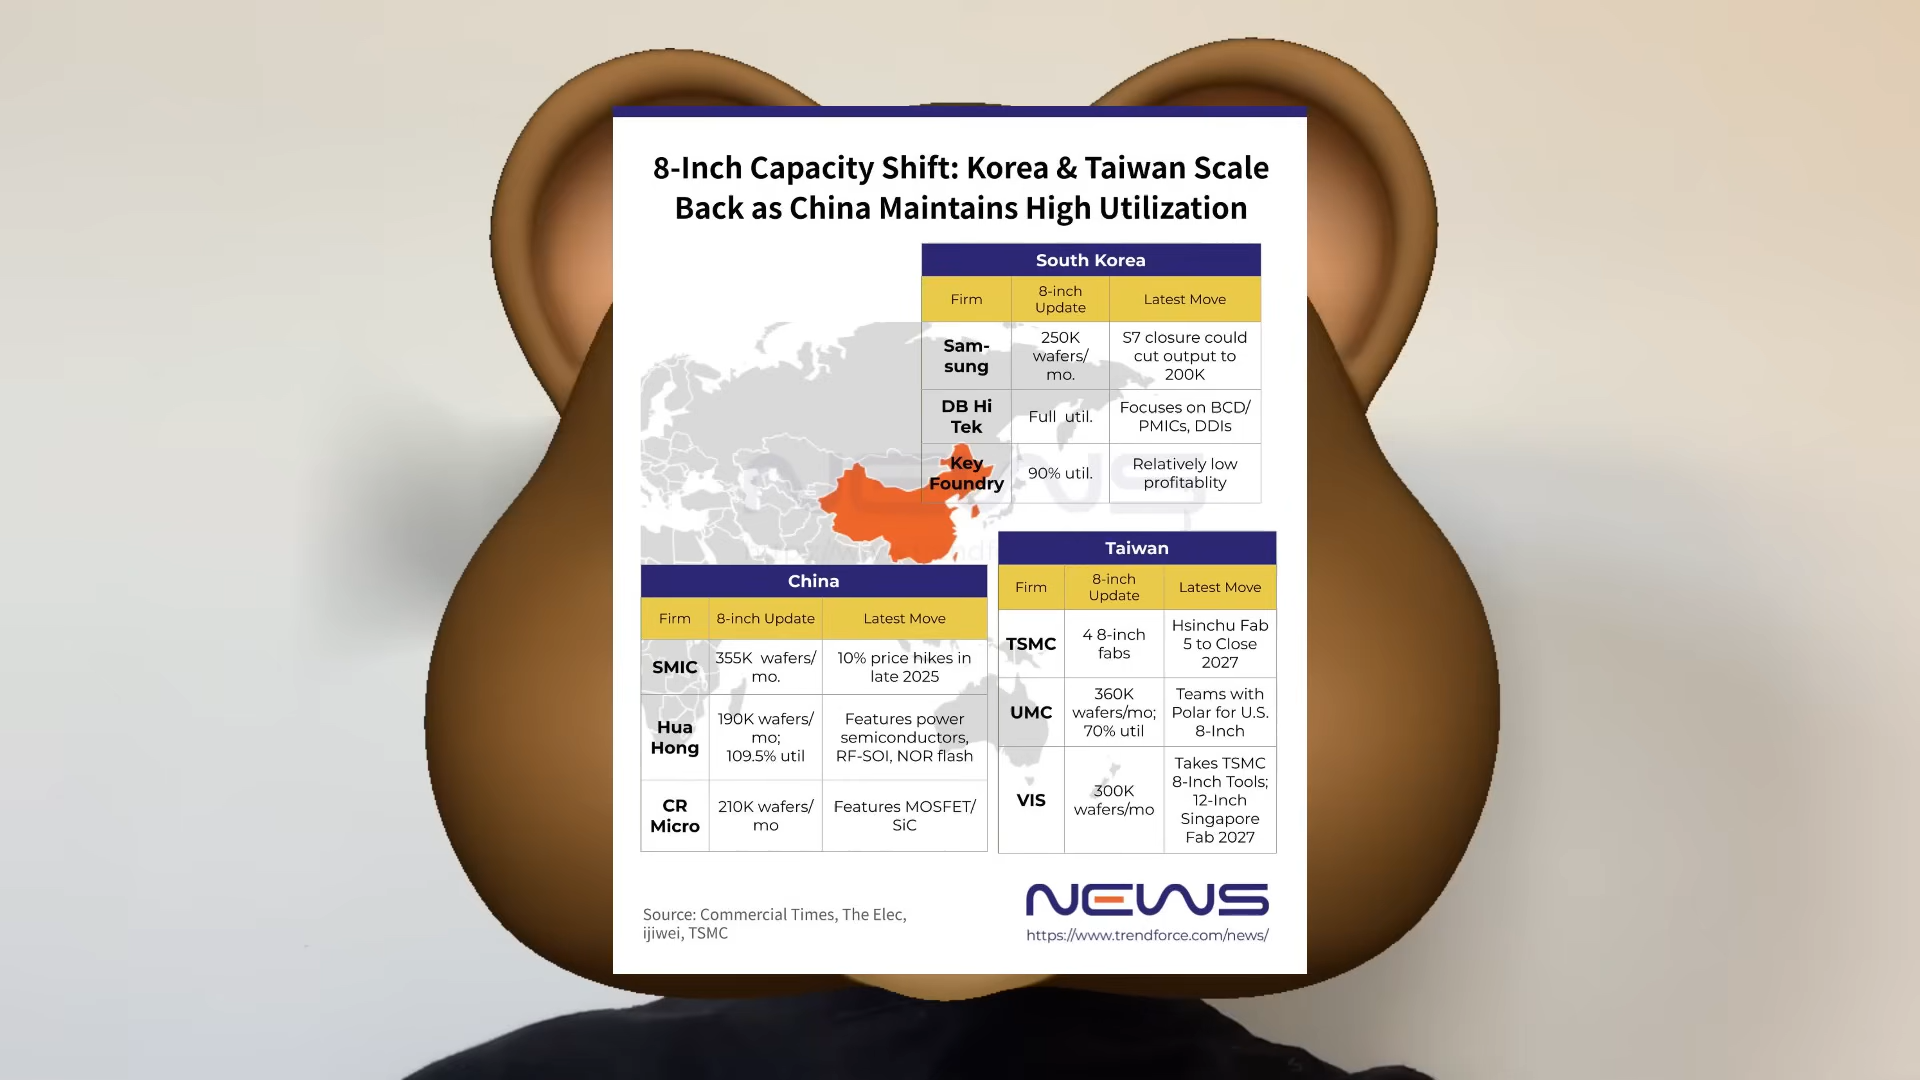 8-Inch Capacity Shift: Korea & Taiwan Scale
Back as China Maintains High Utilization
South Korea
Firm
8-inch
Update
Latest Move
Sam-
sung
250K
wafers/
mo.
S7 closure could
cut output to
200K
DB Hi
Tek
Full util.
Focuses on BCD/
PMICs, DDIs
Key
Foundry
90% util.
Relatively low
profitablity
China
Firm
8-inch Update
Latest Move
SMIC
355K wafers/
mo.
10% price hikes in
late 2025
Hua
Hong
190K wafers/
mo;
109.5% util
Features power
semiconductors,
RF-SOI, NOR flash
CR
Micro
210K wafers/
mo
Features MOSFET/
SiC
Taiwan
Firm
8-inch
Update
Latest Move
TSMC
4 8-inch
fabs
Hsinchu Fab
5 to Close
2027
UMC
360K
wafers/mo;
70% util
Teams with
Polar for U.S.
8-Inch
VIS
300K
wafers/mo
Takes TSMC
8-Inch Tools;
12-Inch
Singapore
Fab 2027
Source: Commercial Times, The Elec,
ijiwei, TSMC
NEWS
https://www.trendforce.com/news/